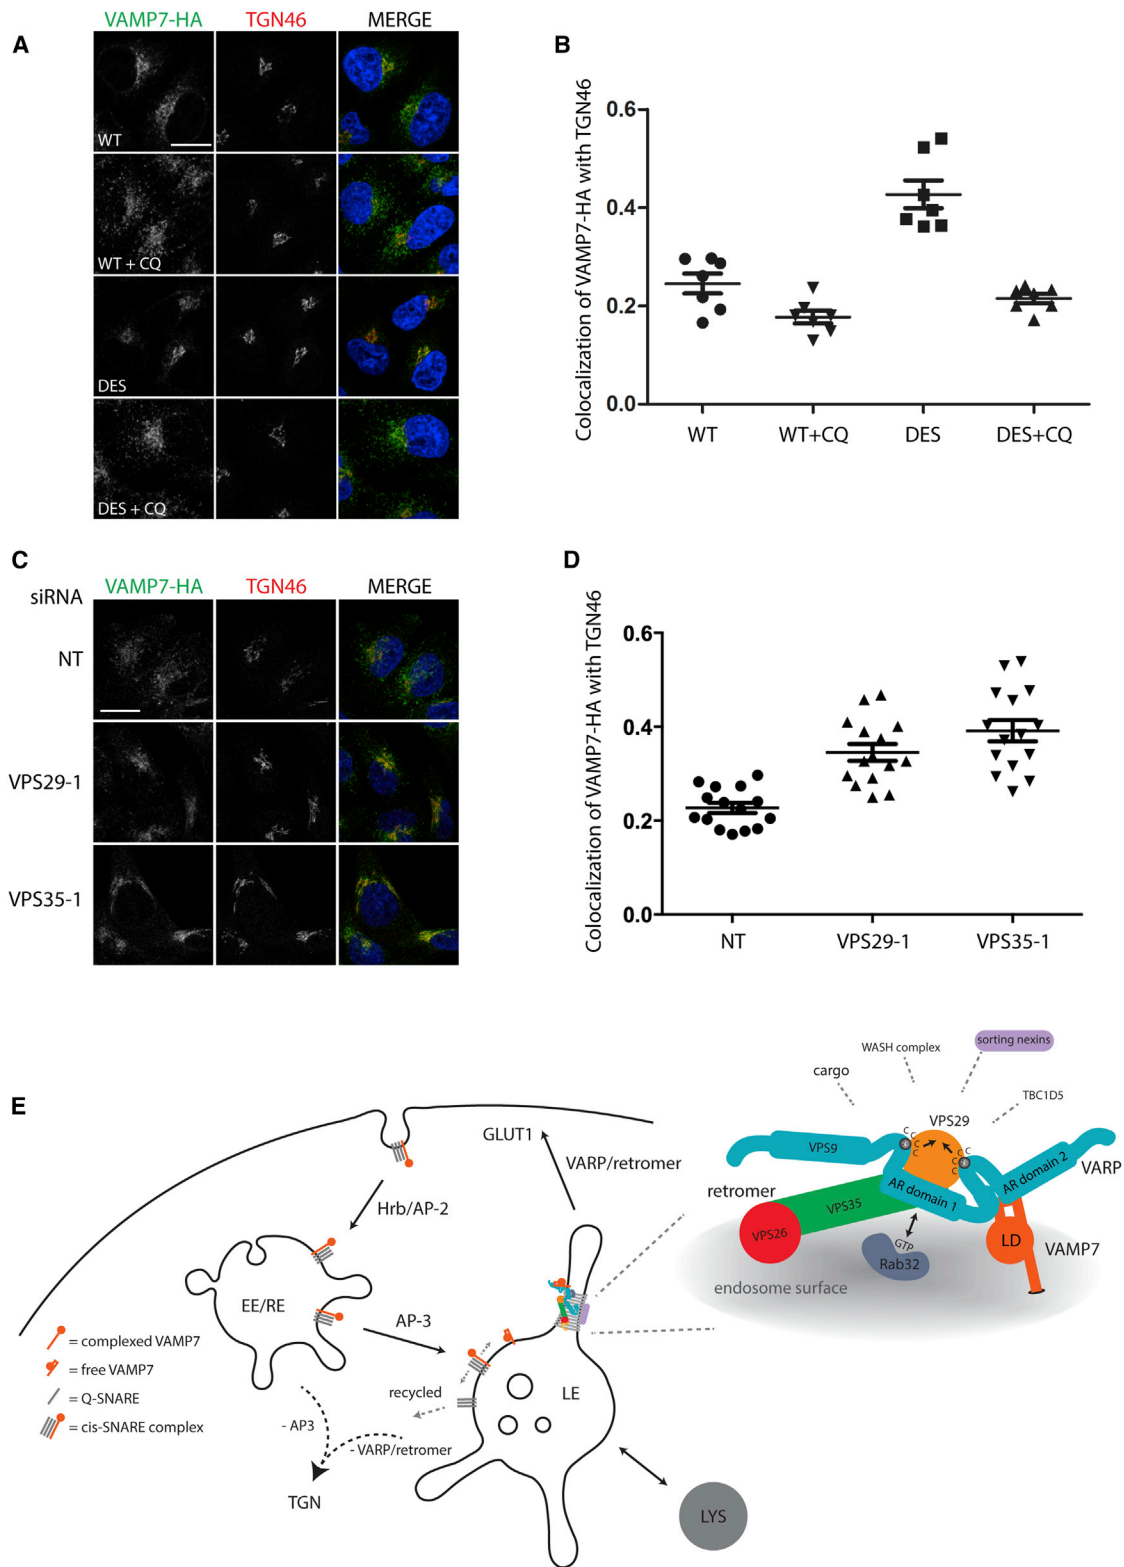 A
VAMP7-HA
TGN46
MERGE
WT
WT + CQ
DES
DES + CQ
B
Colocalization of VAMP7-HA with TGN46
0.6
0.4
0.2
0.0
WT
WT+CQ
DES
DES+CQ
C
siRNA
VAMP7-HA
TGN46
MERGE
NT
VPS29-1
VPS35-1
D
Colocalization of VAMP7-HA with TGN46
0.6
0.4
0.2
0.0
NT
VPS29-1
VPS35-1
E
GLUT1
VARP/retromer
Hrb/AP-2
EE/RE
AP-3
LE
recycled
- AP3
- VARP/retromer
TGN
LYS
= complexed VAMP7
= free VAMP7
= Q-SNARE
= cis-SNARE complex
WASH complex
sorting nexins
cargo
TBC1D5
VPS29
C
C
C
C
C
C
C
C
VPS9
AR domain 2
VARP
AR domain 1
retromer
VPS35
VPS26
GTP
Rab32
LD
VAMP7
endosome surface